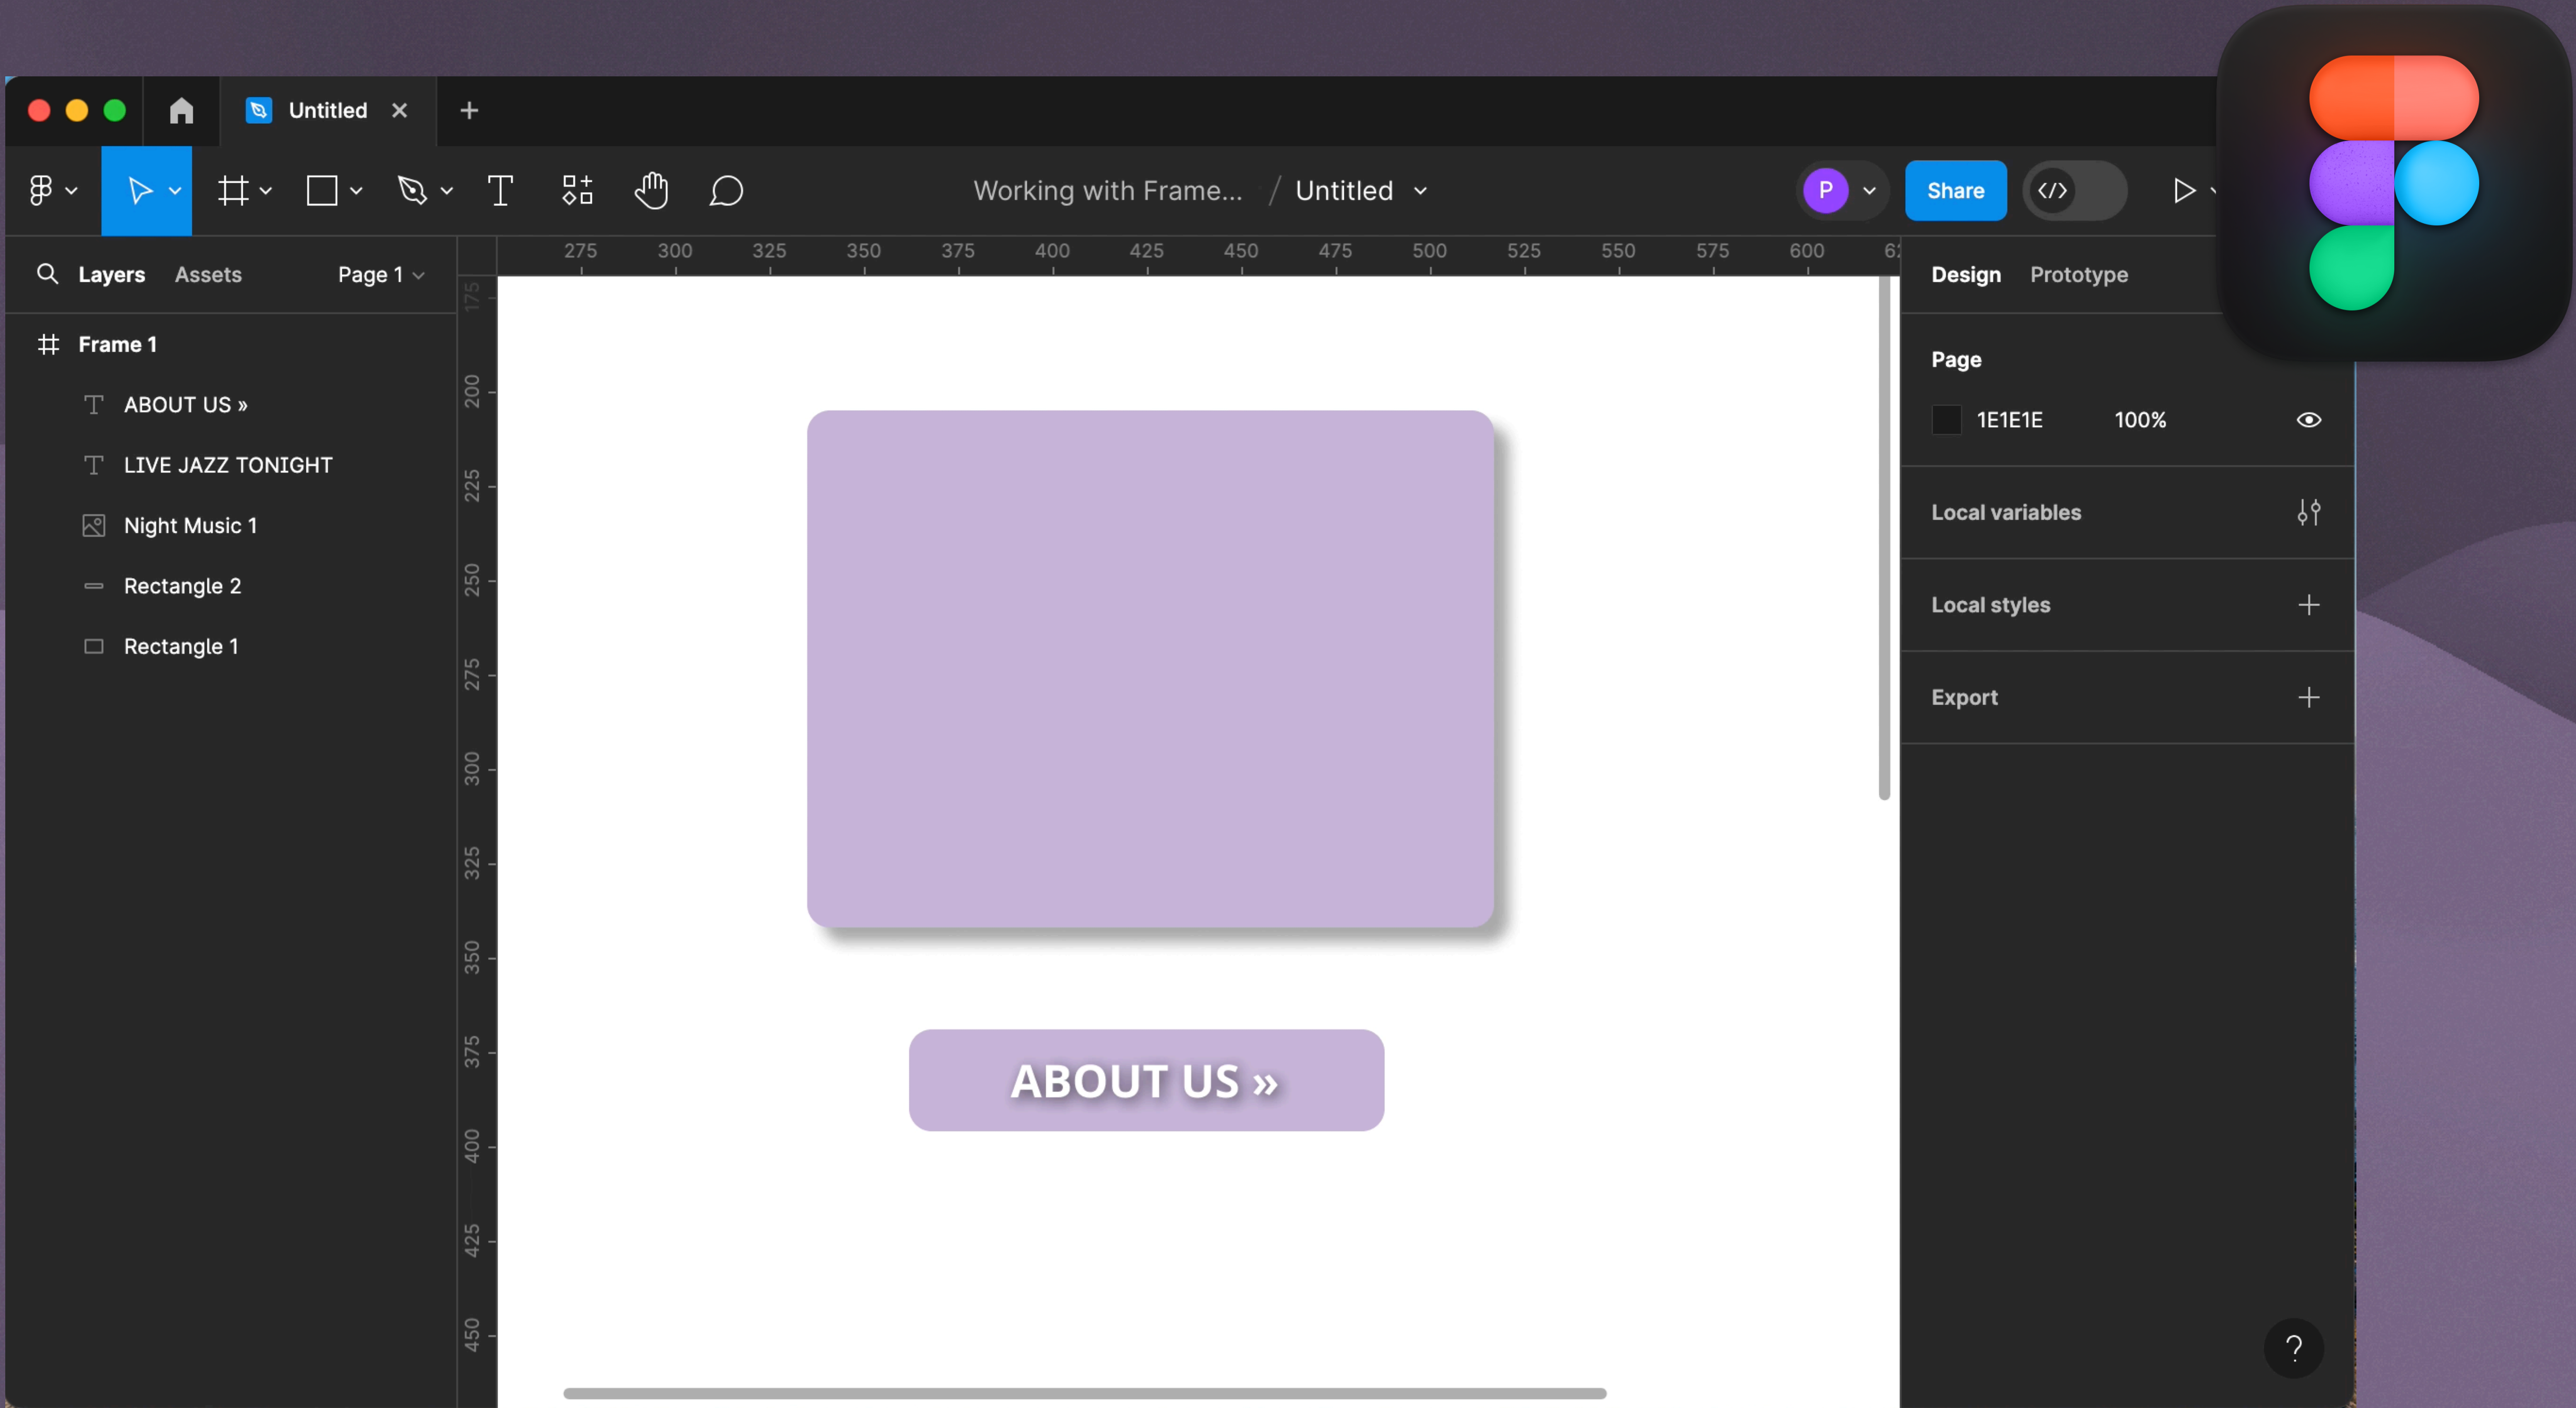 Untitled
Working with Frame... / Untitled
P
Share
Layers
Assets
Page 1
275 300 325 350 375 400 425 450 475 500 525 550 575 600
Design
Prototype
Frame 1
ABOUT US »
LIVE JAZZ TONIGHT
Night Music 1
Rectangle 2
Rectangle 1
175
200
225
250
275
300
325
350
375
400
425
450
ABOUT US »
Page
1E1E1E 100%
Local variables
Local styles
Export
?